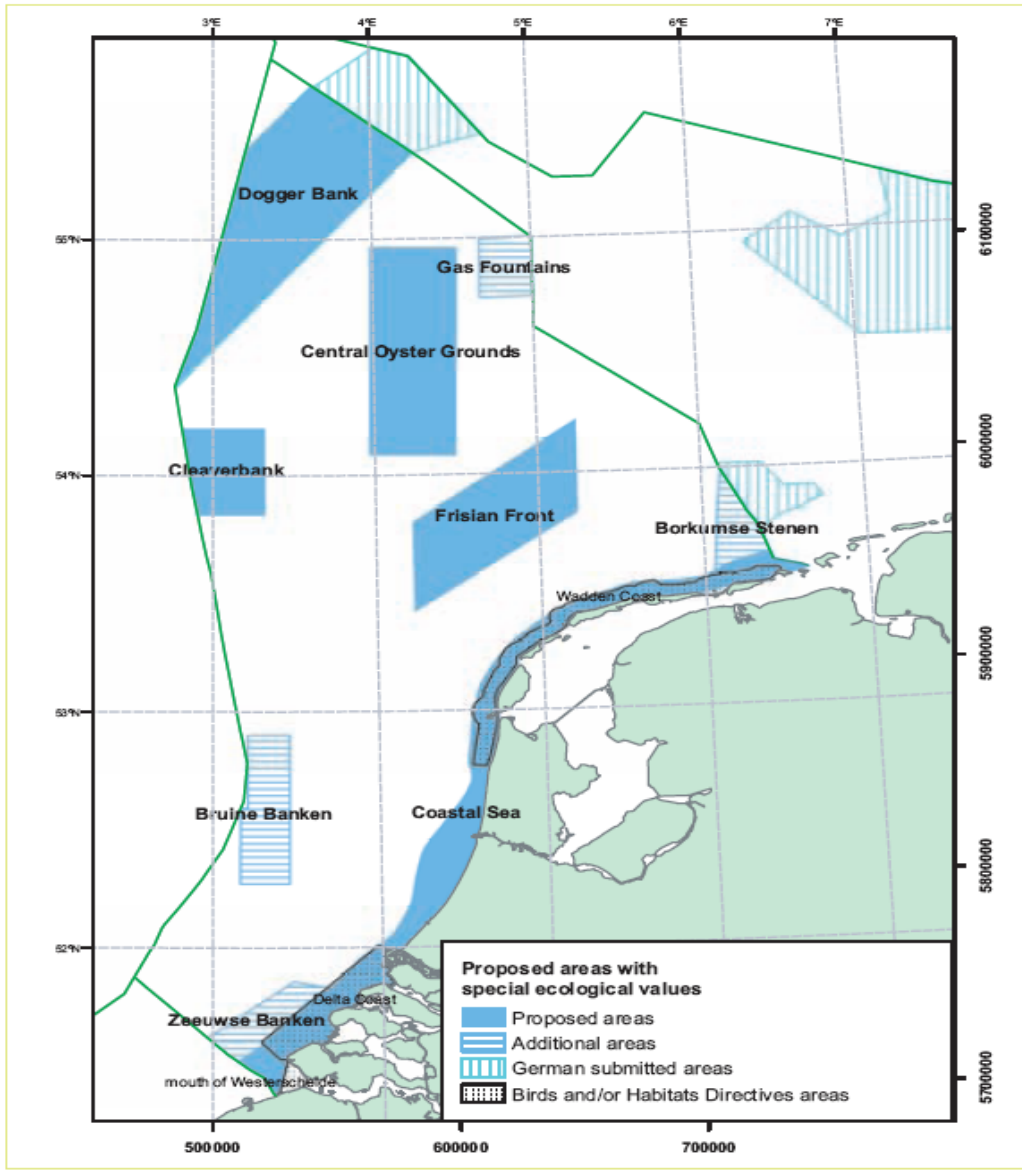 3°E 4°E 5°E 6°E 7°E
Dogger Bank
55°N
6100000
Gas Fountains
Central Oyster Grounds
6000000
Cleaverbank
54°N
Frisian Front
Borkumse Stenen
Wadden Coast
5900000
53°N
Bruine Banken
Coastal Sea
5800000
52°N
Proposed areas with
special ecological values
Proposed areas
Additional areas
German submitted areas
Birds and/or Habitats Directives areas
Delta Coast
Zeeuwse Banken
mouth of Westerschelde
5700000
500000 600000 700000